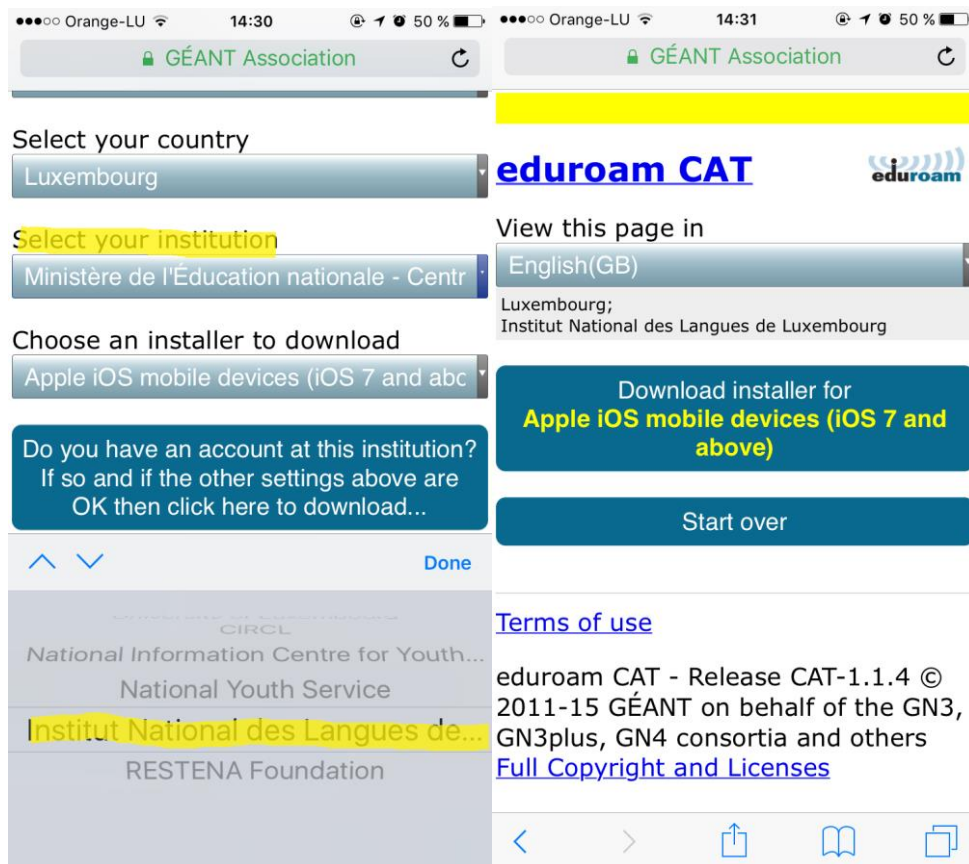 Orange-LU 14:30 50 %
GÉANT Association
Select your country
Luxembourg
Select your institution
Ministère de l'Éducation nationale - Centr
Choose an installer to download
Apple iOS mobile devices (iOS 7 and abc
Do you have an account at this institution?
If so and if the other settings above are
OK then click here to download...
Done
CIRCL
National Information Centre for Youth...
National Youth Service
Institut National des Langues de...
RESTENA Foundation
Orange-LU 14:31 50 %
GÉANT Association
eduroam CAT
eduroam
View this page in
English(GB)
Luxembourg;
Institut National des Langues de Luxembourg
Download installer for
Apple iOS mobile devices (iOS 7 and
above)
Start over
Terms of use
eduroam CAT - Release CAT-1.1.4 ©
2011-15 GÉANT on behalf of the GN3,
GN3plus, GN4 consortia and others
Full Copyright and Licenses